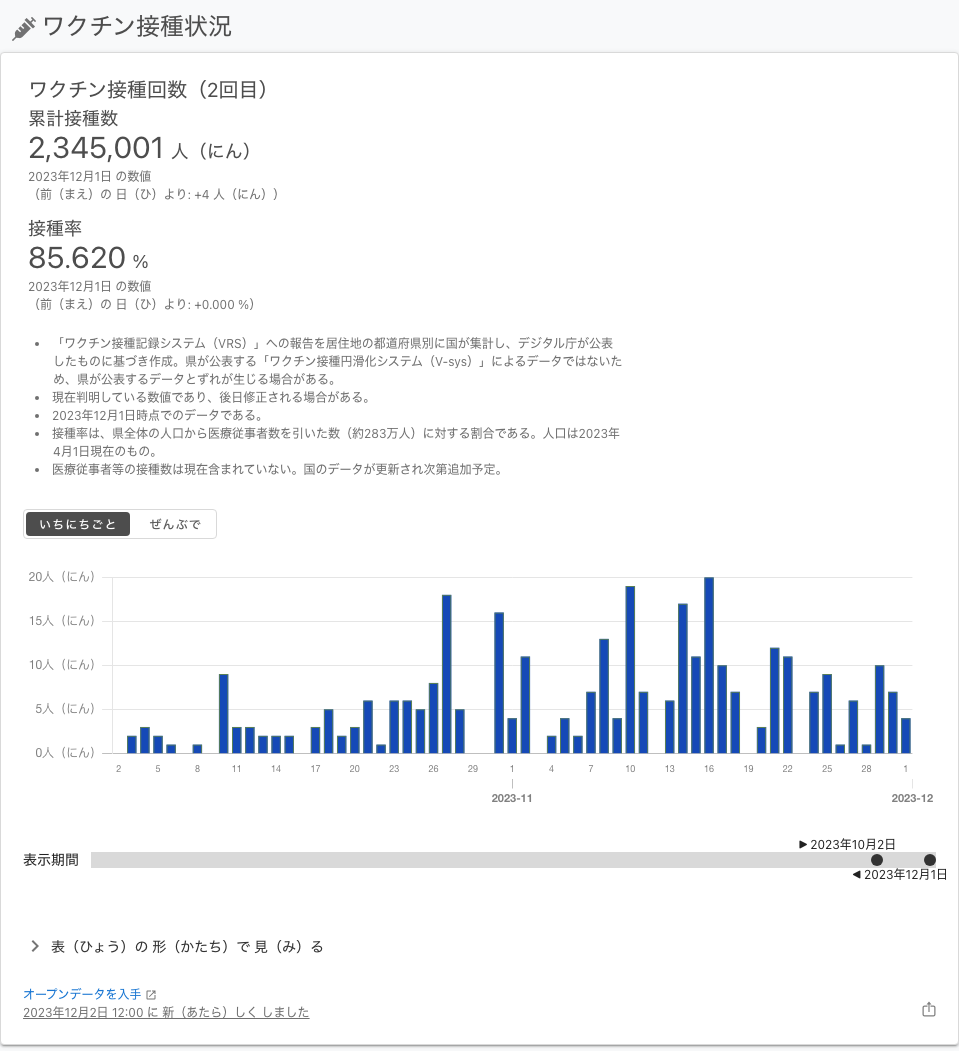 ワクチン接種状況
ワクチン接種回数（2回目）
累計接種数
2,345,001 人（にん）
2023年12月1日 の数値
（前（まえ）の 日（ひ）より: +4 人（にん））
接種率
85.620 %
2023年12月1日 の数値
（前（まえ）の 日（ひ）より: +0.000 %）
• 「ワクチン接種記録システム（VRS）」への報告を居住地の都道府県別に国が集計し、デジタル庁が公表
したものに基づき作成。県が公表する「ワクチン接種円滑化システム（V-sys）」によるデータではないた
め、県が公表するデータとずれが生じる場合がある。
• 現在判明している数値であり、後日修正される場合がある。
• 2023年12月1日時点でのデータである。
• 接種率は、県全体の人口から医療従事者数を引いた数（約283万人）に対する割合である。人口は2023年
4月1日現在のもの。
• 医療従事者等の接種数は現在含まれていない。国のデータが更新され次第追加予定。
いちにちごと ぜんぶで
20人（にん）
15人（にん）
10人（にん）
5人（にん）
0人（にん）
2 5 8 11 14 17 20 23 26 29 1 4 7 10 13 16 19 22 25 28 1
2023-11 2023-12
▶ 2023年10月2日
表示期間
◀ 2023年12月1日
表（ひょう）の 形（かたち）で 見（み）る
オープンデータを入手
2023年12月2日 12:00 に 新（あたら）しく しました